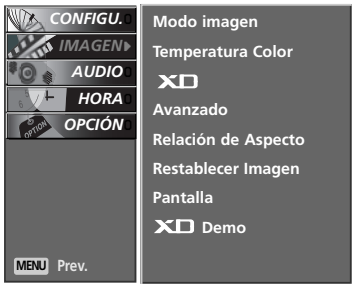 CONFIGU.
IMAGEN
AUDIO
HORA
OPCIÓN
OPTION
MENU Prev.
Modo imagen
Temperatura Color
XD
Avanzado
Relación de Aspecto
Restablecer Imagen
Pantalla
XD Demo